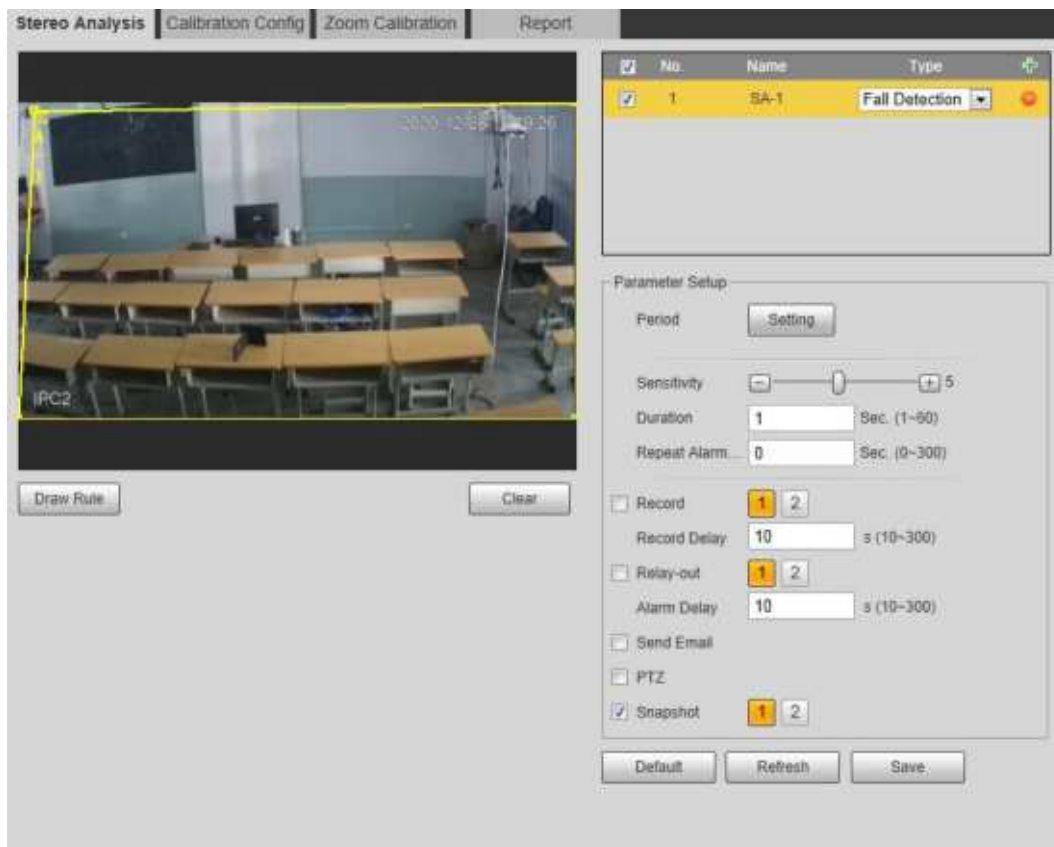 Stereo Analysis Calibration Config Zoom Calibration Report
No. Name Type
1 SA-1 Fall Detection
IPC2
Draw Rule Clear
Parameter Setup
Period Setting
Sensitivity 5
Duration 1 Sec. (1~60)
Repeat Alarm... 0 Sec. (0~300)
Record 1 2
Record Delay 10 s (10~300)
Relay-out 1 2
Alarm Delay 10 s (10~300)
Send Email
PTZ
Snapshot 1 2
Default Refresh Save